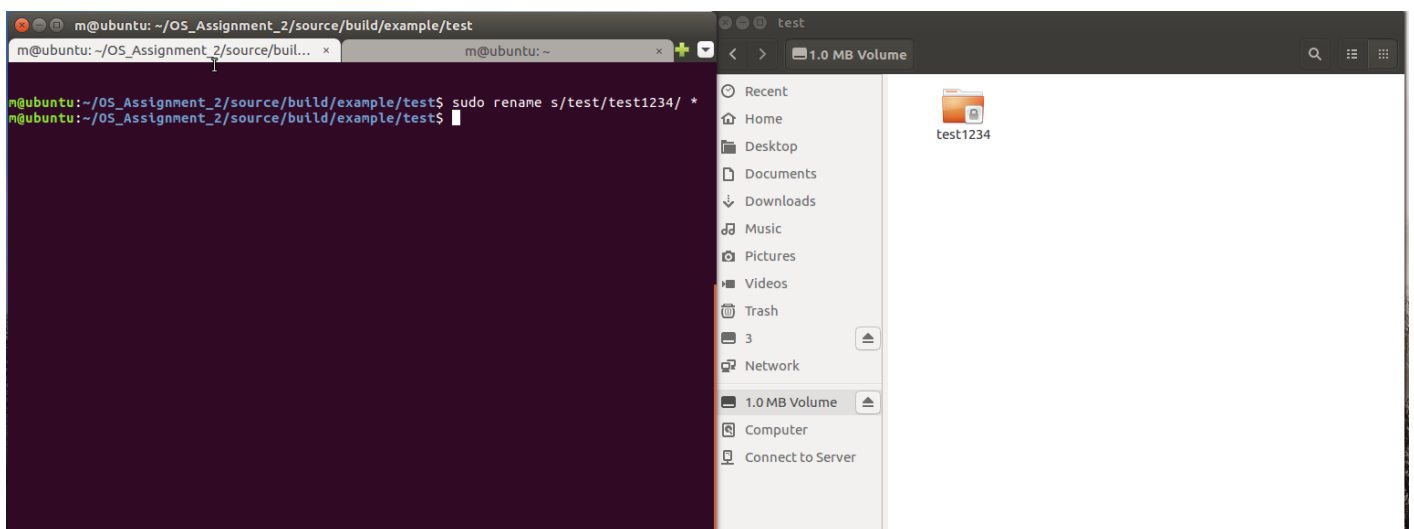 m@ubuntu: ~/OS_Assignment_2/source/build/example/test
m@ubuntu: ~/OS_Assignment_2/source/buil... ×
m@ubuntu: ~ ×
m@ubuntu:~/OS_Assignment_2/source/build/example/test$ sudo rename s/test/test1234/ *
m@ubuntu:~/OS_Assignment_2/source/build/example/test$
test
1.0 MB Volume
Recent
Home
Desktop
Documents
Downloads
Music
Pictures
Videos
Trash
3
Network
1.0 MB Volume
Computer
Connect to Server
test1234